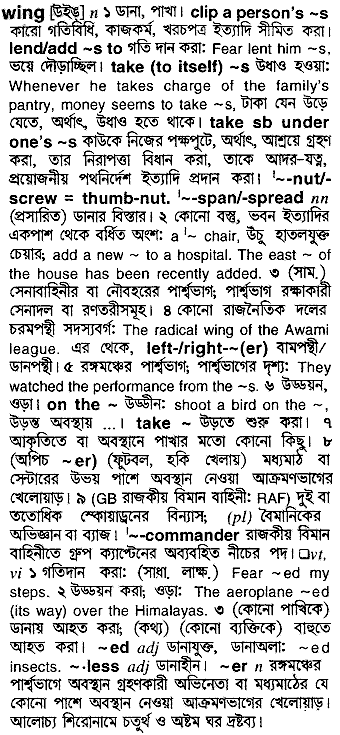 wing [উইঙ্] n ১ ডানা, পাখা। clip a person's ~s
কারো গতিবিধি, কাজকর্ম, খরচপত্র ইত্যাদি সীমিত করা।
lend/add ~s to গতি দান করা: Fear lent him ~s,
ভয়ে দৌড়াচ্ছিল। take (to itself) ~s উধাও হওয়া:
Whenever he takes charge of the family's
pantry, money seems to take ~s, টাকা যেন উড়ে
যেতে, অর্থাৎ, উধাও হতে থাকে। take sb under
one's ~s কাউকে নিজের পক্ষপুটে, অর্থাৎ, আশ্রয়ে গ্রহণ
করা, তার নিরাপত্তা বিধান করা, তাকে আদর-যত্ন,
প্রয়োজনীয় পথনির্দেশ ইত্যাদি প্রদান করা। ˈ~-nut/-
screw = thumb-nut. ˈ~-span/-spread nn
(প্রসারিত) ডানার বিস্তার। ২ কোনো বস্তু, ভবন ইত্যাদির
একপাশ থেকে বর্ধিত অংশ: a ˈ~ chair, উঁচু হাতলযুক্ত
চেয়ার; add a new ~ to a hospital. The east ~ of
the house has been recently added. ৩ (সাম.)
সেনাবাহিনীর বা নৌবহরের পার্শ্বভাগ; পার্শ্বভাগ রক্ষাকারী
সেনাদল বা রণতরীসমূহ। ৪ কোনো রাজনৈতিক দলের
চরমপন্থী সদস্যবর্গ: The radical wing of the Awami
league. এর থেকে, left-/right-~(er) বামপন্থী/
ডানপন্থী। ৫ রঙ্গমঞ্চের পার্শ্বভাগ; পার্শ্বভাগের দৃশ্য: They
watched the performance from the ~s. ৬ উড্ডয়ন,
ওড়া। on the ~ উড্ডীন: shoot a bird on the ~,
উড়ন্ত অবস্থায় ...। take ~ উড়তে শুরু করা। ৭
আকৃতিতে বা অবস্থানে পাখার মতো কোনো কিছু। ৮
(অপিচ ~er) (ফুটবল, হকি খেলায়) মধ্যমাঠ বা
সেন্টারের উভয় পাশে অবস্থান নেওয়া আক্রমণভাগের
খেলোয়াড়। ৯ (GB রাজকীয় বিমান বাহিনী: RAF) দুই বা
ততোধিক স্কোয়াড্রনের বিন্যাস; (pl) বৈমানিকের
অভিজ্ঞান বা ব্যাজ। ˈ~-commander রাজকীয় বিমান
বাহিনীতে গ্রুপ ক্যাপ্টেনের অব্যবহিত নীচের পদ। □vt,
vi ১ গতিদান করা: (সাধা. লাক্ষ.) Fear ~ed my
steps. ২ উড্ডয়ন করা; ওড়া: The aeroplane ~ed
(its way) over the Himalayas. ৩ (কোনো পাখিকে)
ডানায় আহত করা; (কথ্য) (কোনো ব্যক্তিকে) বাহুতে
আহত করা। ~ed adj ডানাযুক্ত, ডানাঅলা: ~ed
insects. ~·less adj ডানাহীন। ~er n রঙ্গমঞ্চের
পার্শ্বভাগে অবস্থান গ্রহণকারী অভিনেতা বা মধ্যমাঠের যে
কোনো পাশে অবস্থান নেওয়া আক্রমণভাগের খেলোয়াড়।
আলোচ্য শিরোনামে চতুর্থ ও অষ্টম ঘর দ্রষ্টব্য।